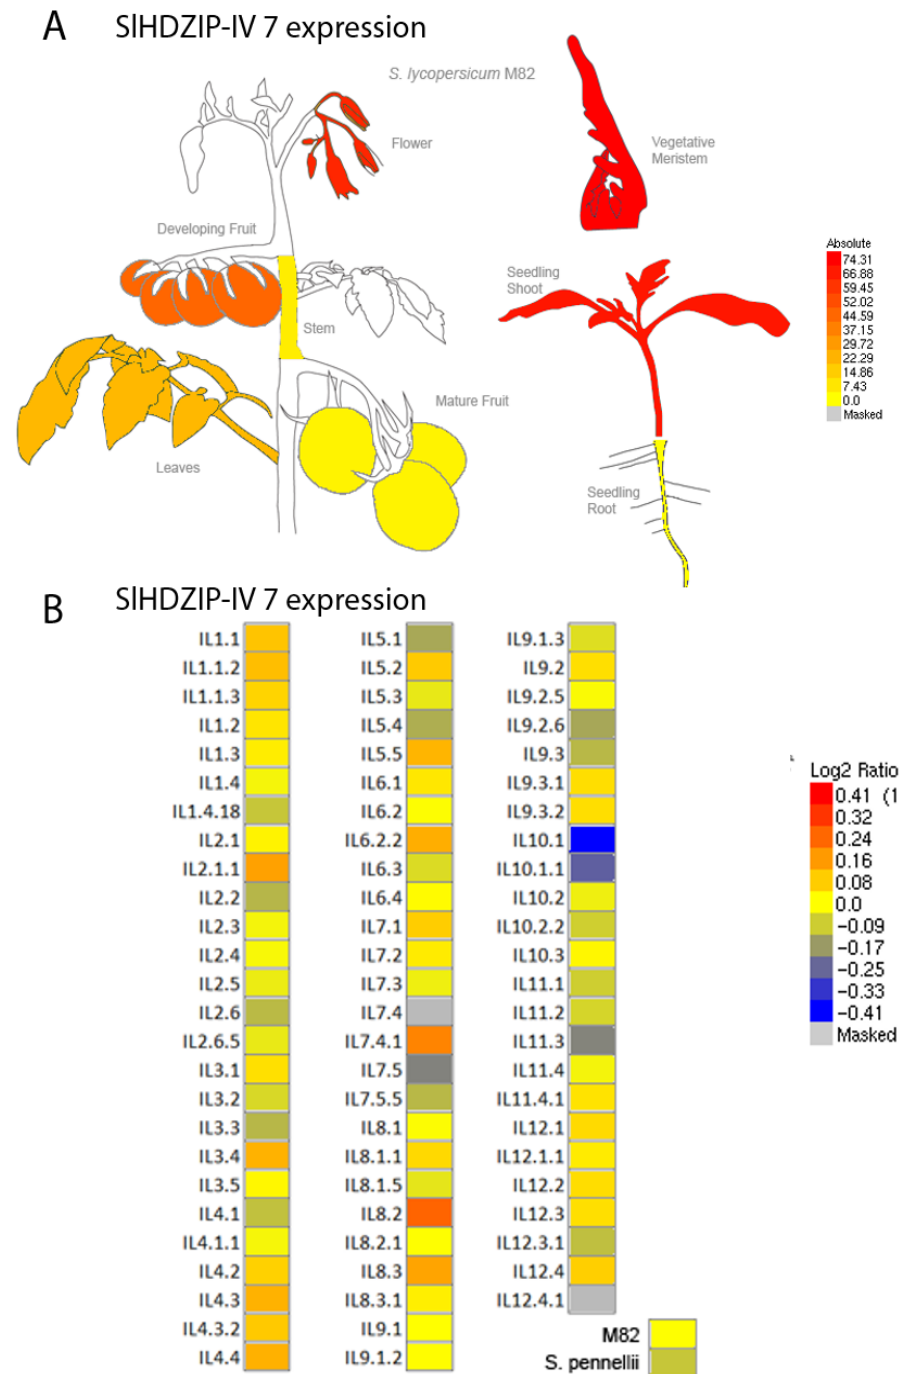 A
SlHDZIP-IV 7 expression
S. lycopersicum M82
Flower
Vegetative
Meristem
Developing Fruit
Stem
Seedling
Shoot
Absolute
74.31
66.88
59.45
52.02
44.59
37.15
29.72
22.29
14.86
7.43
0.0
Masked
Mature Fruit
Leaves
Seedling
Root
B
SlHDZIP-IV 7 expression
IL1.1
IL1.1.2
IL1.1.3
IL1.2
IL1.3
IL1.4
IL1.4.18
IL2.1
IL2.1.1
IL2.2
IL2.3
IL2.4
IL2.5
IL2.6
IL2.6.5
IL3.1
IL3.2
IL3.3
IL3.4
IL3.5
IL4.1
IL4.1.1
IL4.2
IL4.3
IL4.3.2
IL4.4
IL5.1
IL5.2
IL5.3
IL5.4
IL5.5
IL6.1
IL6.2
IL6.2.2
IL6.3
IL6.4
IL7.1
IL7.2
IL7.3
IL7.4
IL7.4.1
IL7.5
IL7.5.5
IL8.1
IL8.1.1
IL8.1.5
IL8.2
IL8.2.1
IL8.3
IL8.3.1
IL9.1
IL9.1.2
IL9.1.3
IL9.2
IL9.2.5
IL9.2.6
IL9.3
IL9.3.1
IL9.3.2
IL10.1
IL10.1.1
IL10.2
IL10.2.2
IL10.3
IL11.1
IL11.2
IL11.3
IL11.4
IL11.4.1
IL12.1
IL12.1.1
IL12.2
IL12.3
IL12.3.1
IL12.4
IL12.4.1
M82
S. pennellii
Log2 Ratio
0.41 (1
0.32
0.24
0.16
0.08
0.0
-0.09
-0.17
-0.25
-0.33
-0.41
Masked